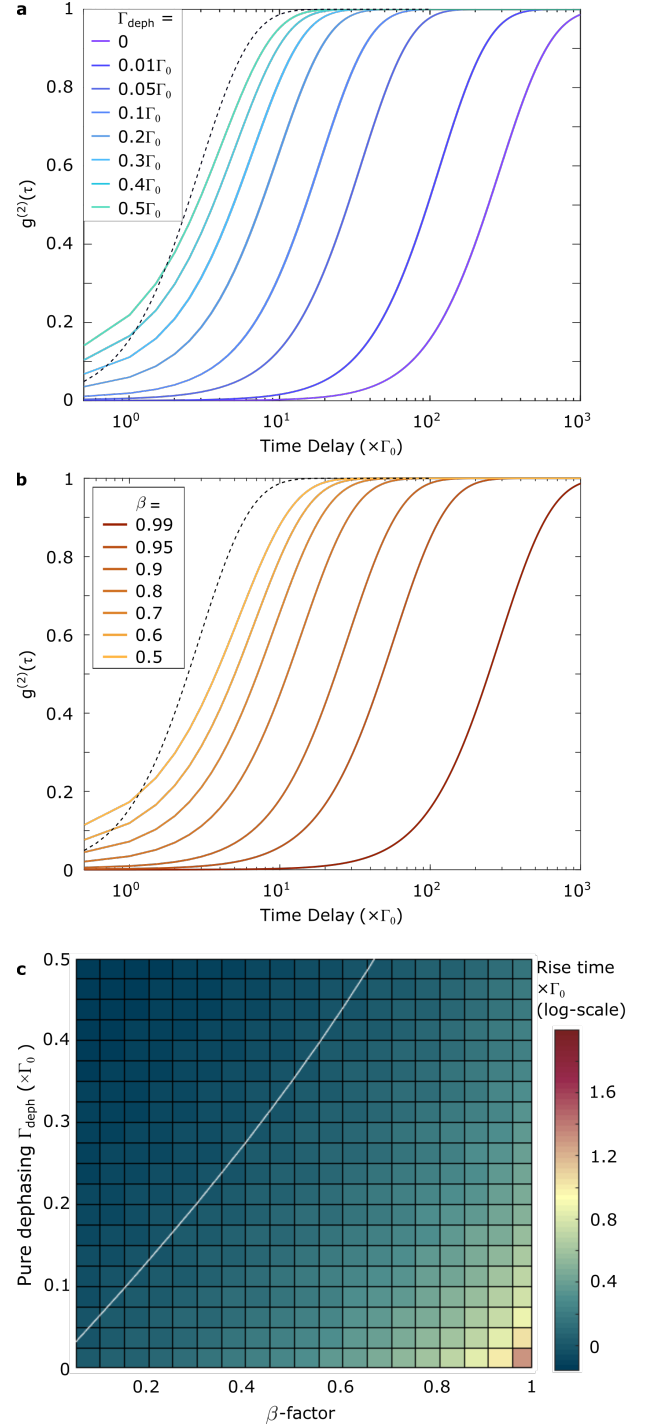 a
Γdeph =
0
0.01Γ0
0.05Γ0
0.1Γ0
0.2Γ0
0.3Γ0
0.4Γ0
0.5Γ0
1
0.8
0.6
0.4
0.2
0
g(2)(τ)
10^0
10^1
10^2
10^3
Time Delay (×Γ0)
b
β =
0.99
0.95
0.9
0.8
0.7
0.6
0.5
1
0.8
0.6
0.4
0.2
0
g(2)(τ)
10^0
10^1
10^2
10^3
Time Delay (×Γ0)
c
0.5
0.4
0.3
0.2
0.1
0
Pure dephasing Γdeph (×Γ0)
0.2
0.4
0.6
0.8
1
β-factor
Rise time
×Γ0
(log-scale)
1.6
1.2
0.8
0.4
0